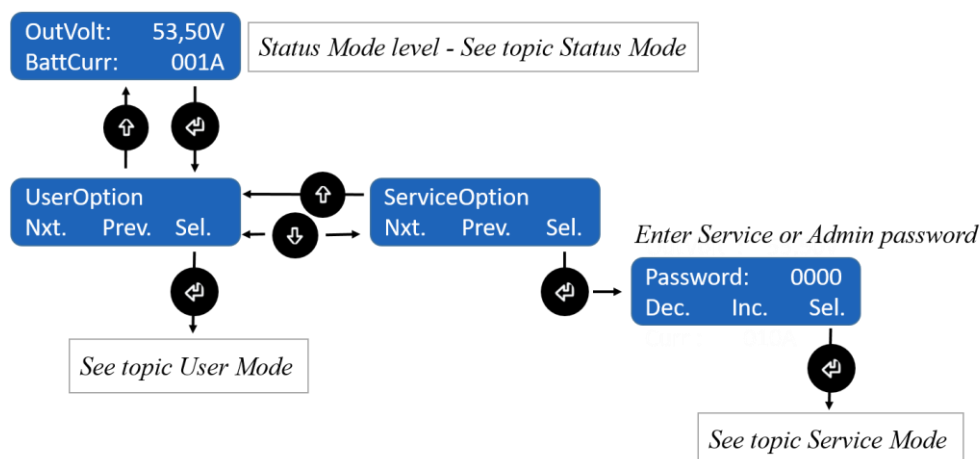 OutVolt: 53,50V
BattCurr: 001A
Status Mode level - See topic Status Mode
UserOption
Nxt. Prev. Sel.
ServiceOption
Nxt. Prev. Sel.
Enter Service or Admin password
Password: 0000
Dec. Inc. Sel.
See topic User Mode
See topic Service Mode